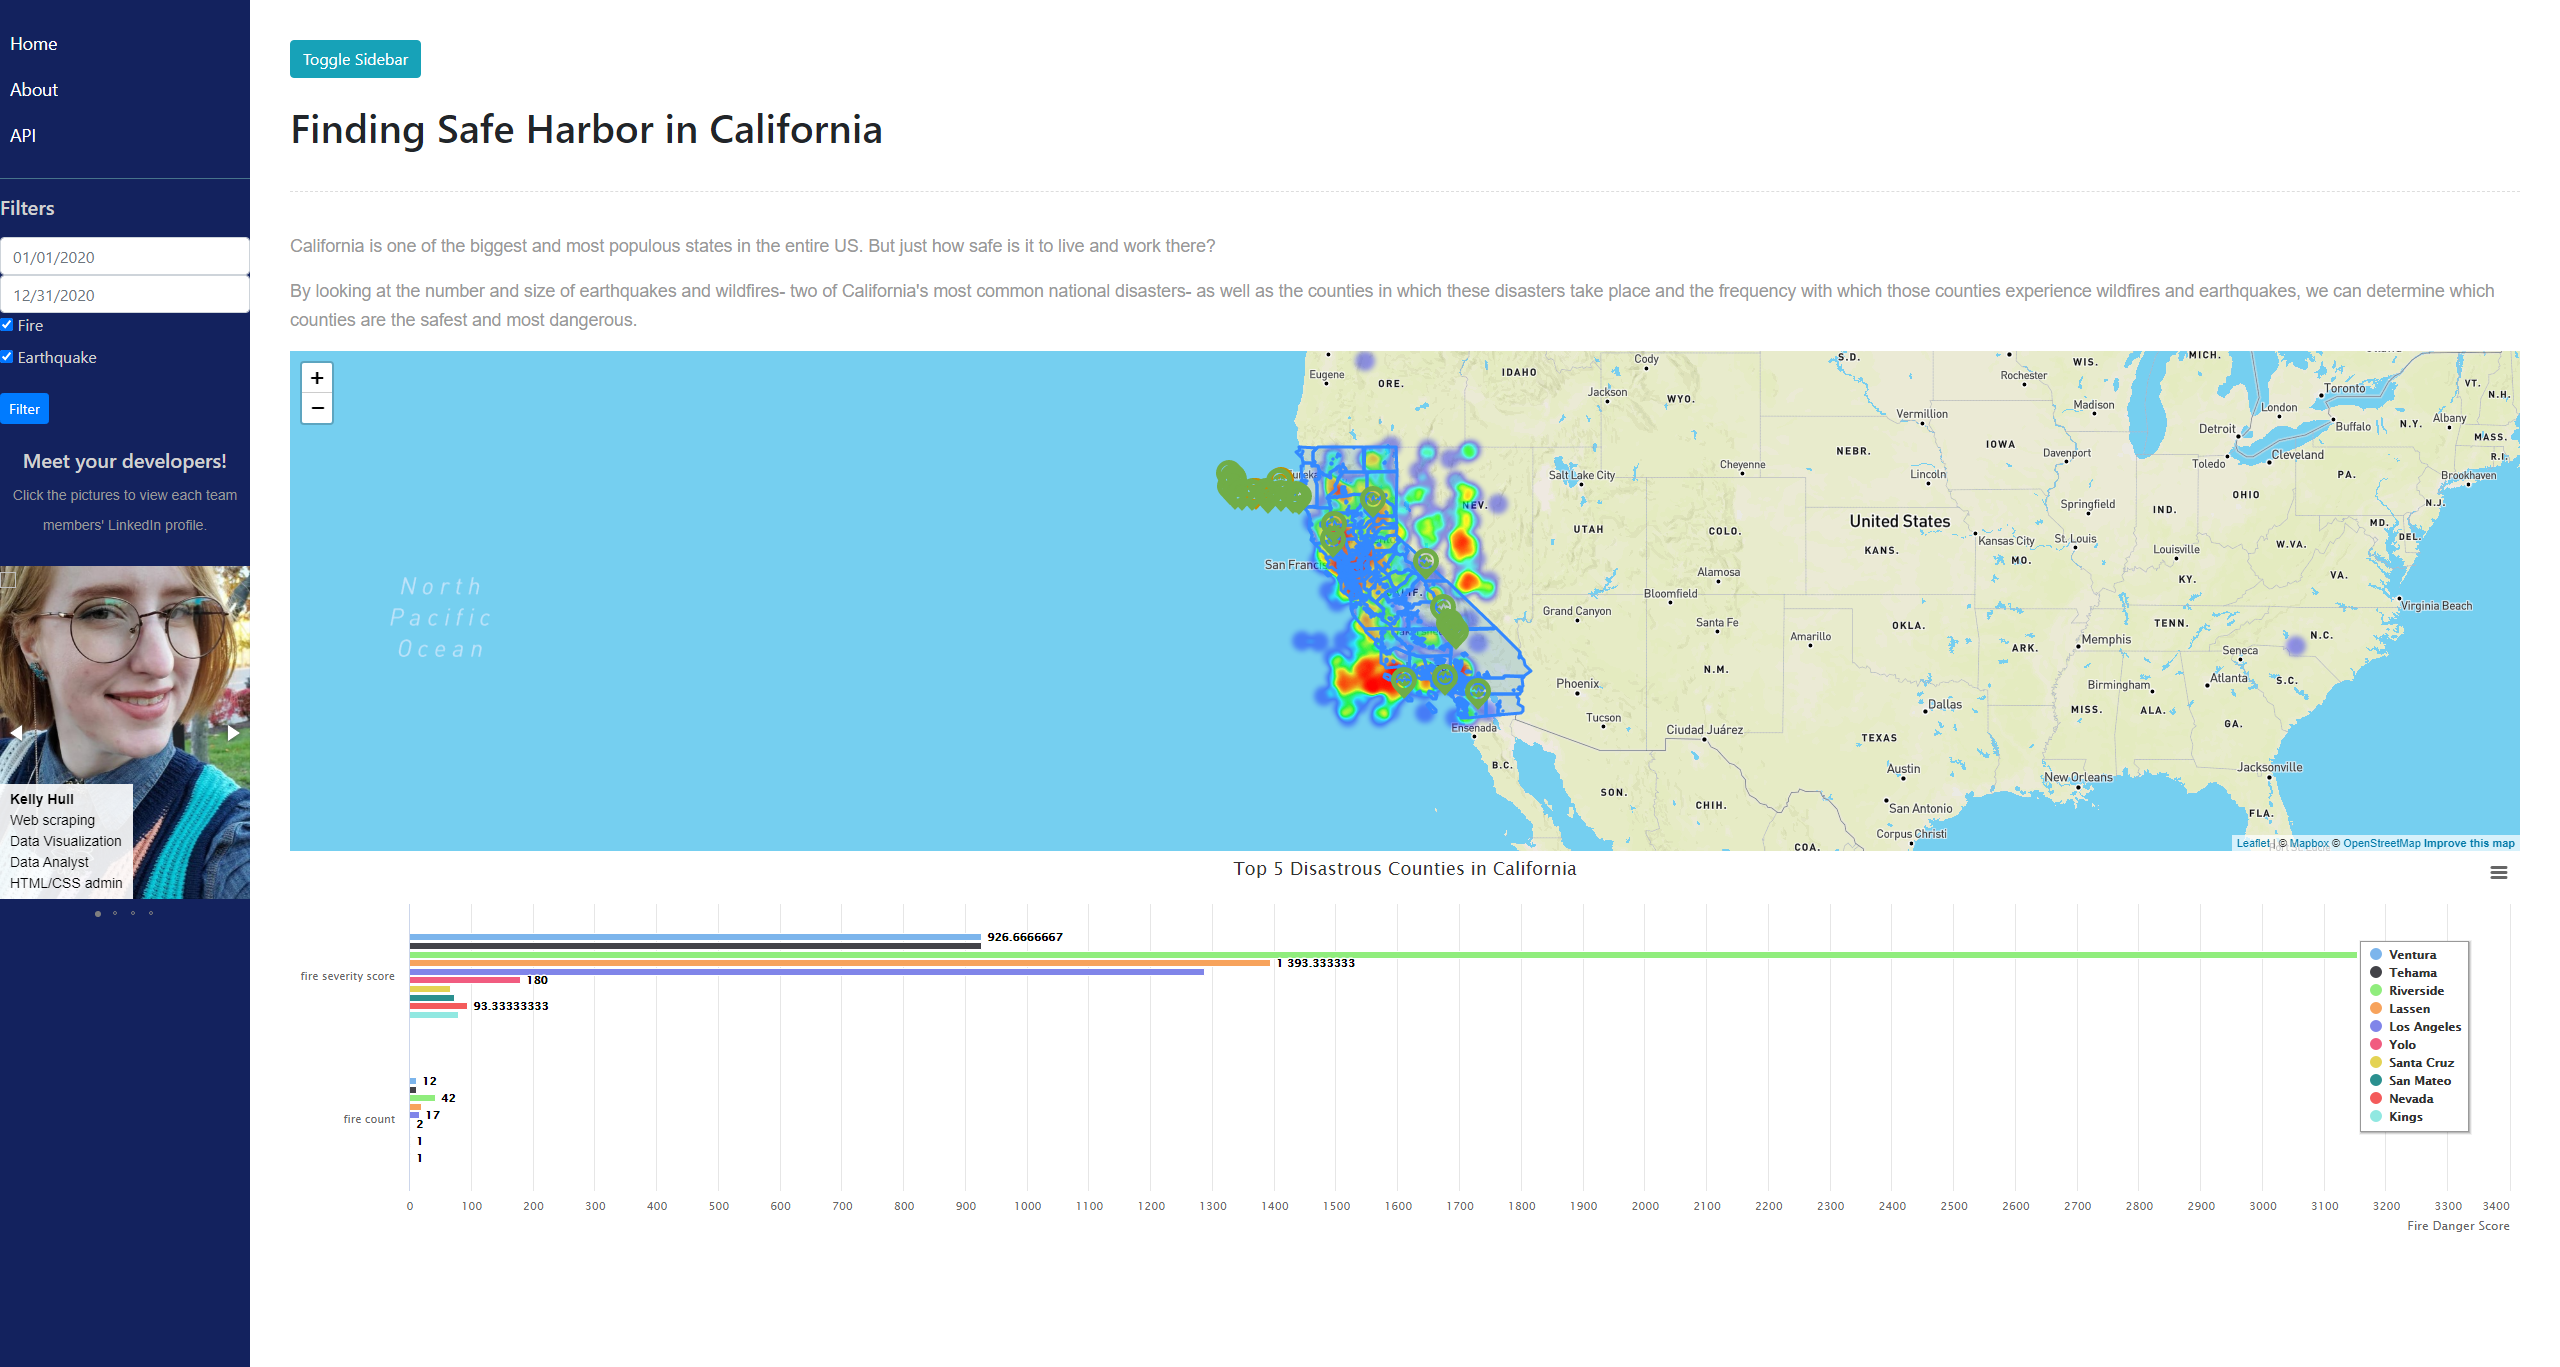 Home
About
API
Filters
01/01/2020
12/31/2020
Fire
Earthquake
Filter
Meet your developers!
Click the pictures to view each team
members' LinkedIn profile.
Kelly Hull
Web scraping
Data Visualization
Data Analyst
HTML/CSS admin
Toggle Sidebar
Finding Safe Harbor in California
California is one of the biggest and most populous states in the entire US. But just how safe is it to live and work there?
By looking at the number and size of earthquakes and wildfires- two of California's most common national disasters- as well as the counties in which these disasters take place and the frequency with which those counties experience wildfires and earthquakes, we can determine which
counties are the safest and most dangerous.
+
−
North
Pacific
Ocean
Eugene
ORE.
IDAHO
Cody
Jackson
WYO.
S.D.
Rochester
WIS.
Madison
MICH.
Toronto
London
VT.
N.H.
Albany
Buffalo
N.Y.
MASS.
Vermillion
Detroit
NEBR.
IOWA
Davenport
Toledo
Cleveland
R.I.
Salt Lake City
Cheyenne
Lincoln
PA.
Brookhaven
NEV.
Springfield
OHIO
IND.
N.J.
UTAH
COLO.
United States
KANS.
Kansas City
St. Louis
Louisville
MD.
DEL.
W.VA.
San Francis
Alamosa
MO.
KY.
VA.
Grand Canyon
Bloomfield
Virginia Beach
Santa Fe
Amarillo
OKLA.
TENN.
N.C.
Memphis
Seneca
ARK.
N.M.
Phoenix
Birmingham
Atlanta
S.C.
Tucson
Dallas
MISS.
ALA.
GA.
Ensenada
Ciudad Juárez
TEXAS
B.C.
Austin
New Orleans
Jacksonville
SON.
CHIH.
San Antonio
FLA.
Corpus Christi
COA.
Leaflet | © Mapbox © OpenStreetMap Improve this map
Top 5 Disastrous Counties in California
926.6666667
1 393.333333
fire severity score
180
93.33333333
12
42
17
fire count
2
1
1
Ventura
Tehama
Riverside
Lassen
Los Angeles
Yolo
Santa Cruz
San Mateo
Nevada
Kings
0 100 200 300 400 500 600 700 800 900 1000 1100 1200 1300 1400 1500 1600 1700 1800 1900 2000 2100 2200 2300 2400 2500 2600 2700 2800 2900 3000 3100 3200 3300 3400
Fire Danger Score